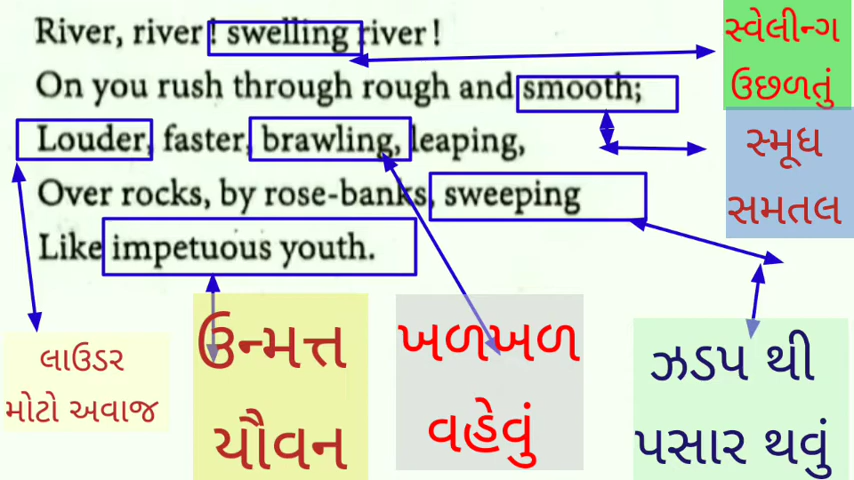 River, river ! swelling river !
On you rush through rough and smooth;
Louder, faster, brawling, leaping,
Over rocks, by rose-banks, sweeping
Like impetuous youth.
સ્વેલીન્ગ
ઉછળતું
સ્મૂધ
સમતલ
લાઉડર
મોટો અવાજ
ઉન્મત્ત
યૌવન
ખળખળ
વહેવું
ઝડપ થી
પસાર થવું